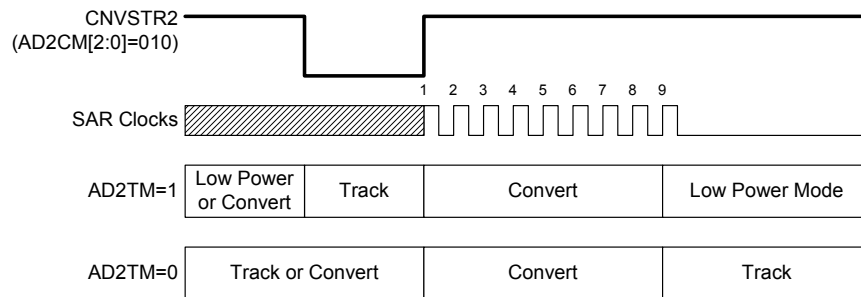 CNVSTR2
(AD2CM[2:0]=010)
1 2 3 4 5 6 7 8 9
SAR Clocks
AD2TM=1
Low Power
or Convert
Track
Convert
Low Power Mode
AD2TM=0
Track or Convert
Convert
Track